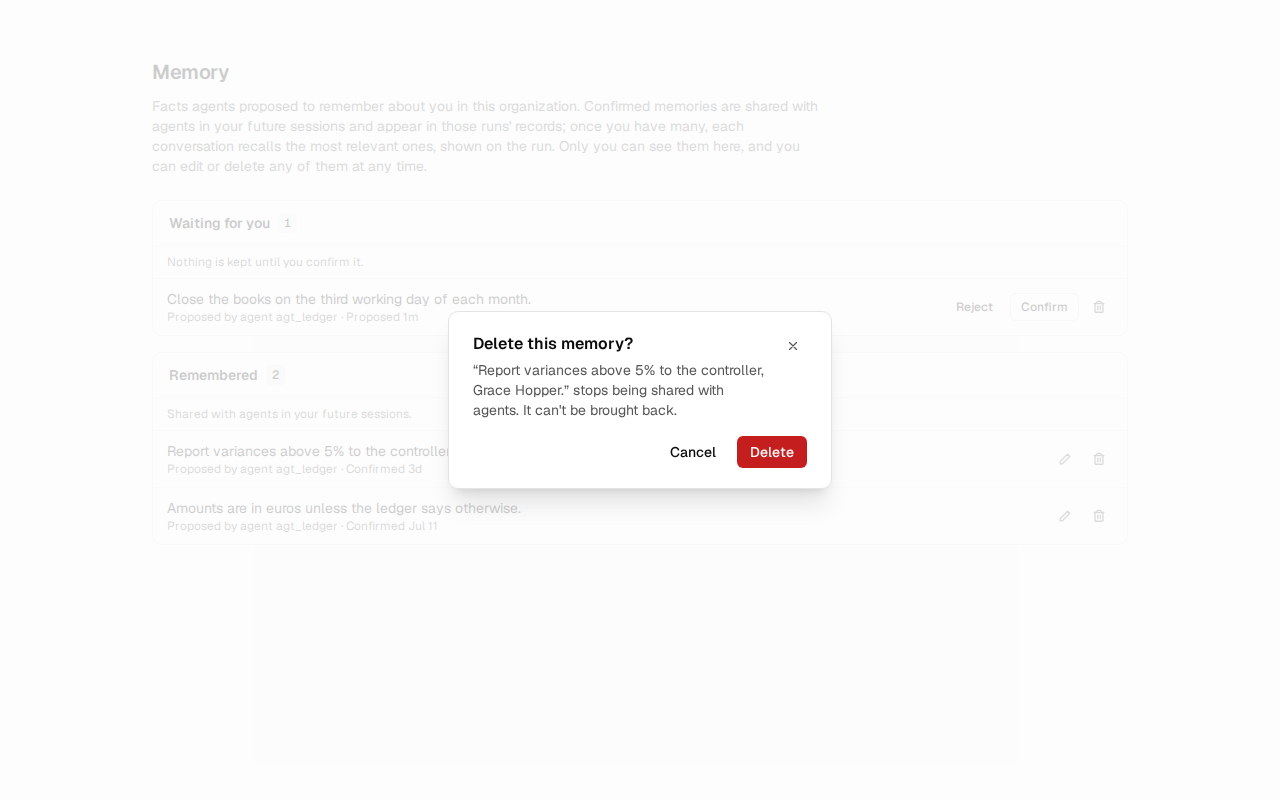 Memory
Facts agents proposed to remember about you in this organization. Confirmed memories are shared with
agents in your future sessions and appear in those runs' records; once you have many, each
conversation recalls the most relevant ones, shown on the run. Only you can see them here, and you
can edit or delete any of them at any time.
Waiting for you 1
Nothing is kept until you confirm it.
Close the books on the third working day of each month.
Proposed by agent agt_ledger · Proposed 1m
Reject Confirm
Remembered 2
Shared with agents in your future sessions.
Report variances above 5% to the controller
Proposed by agent agt_ledger · Confirmed 3d
Amounts are in euros unless the ledger says otherwise.
Proposed by agent agt_ledger · Confirmed Jul 11
Delete this memory?
“Report variances above 5% to the controller,
Grace Hopper.” stops being shared with
agents. It can't be brought back.
Cancel Delete